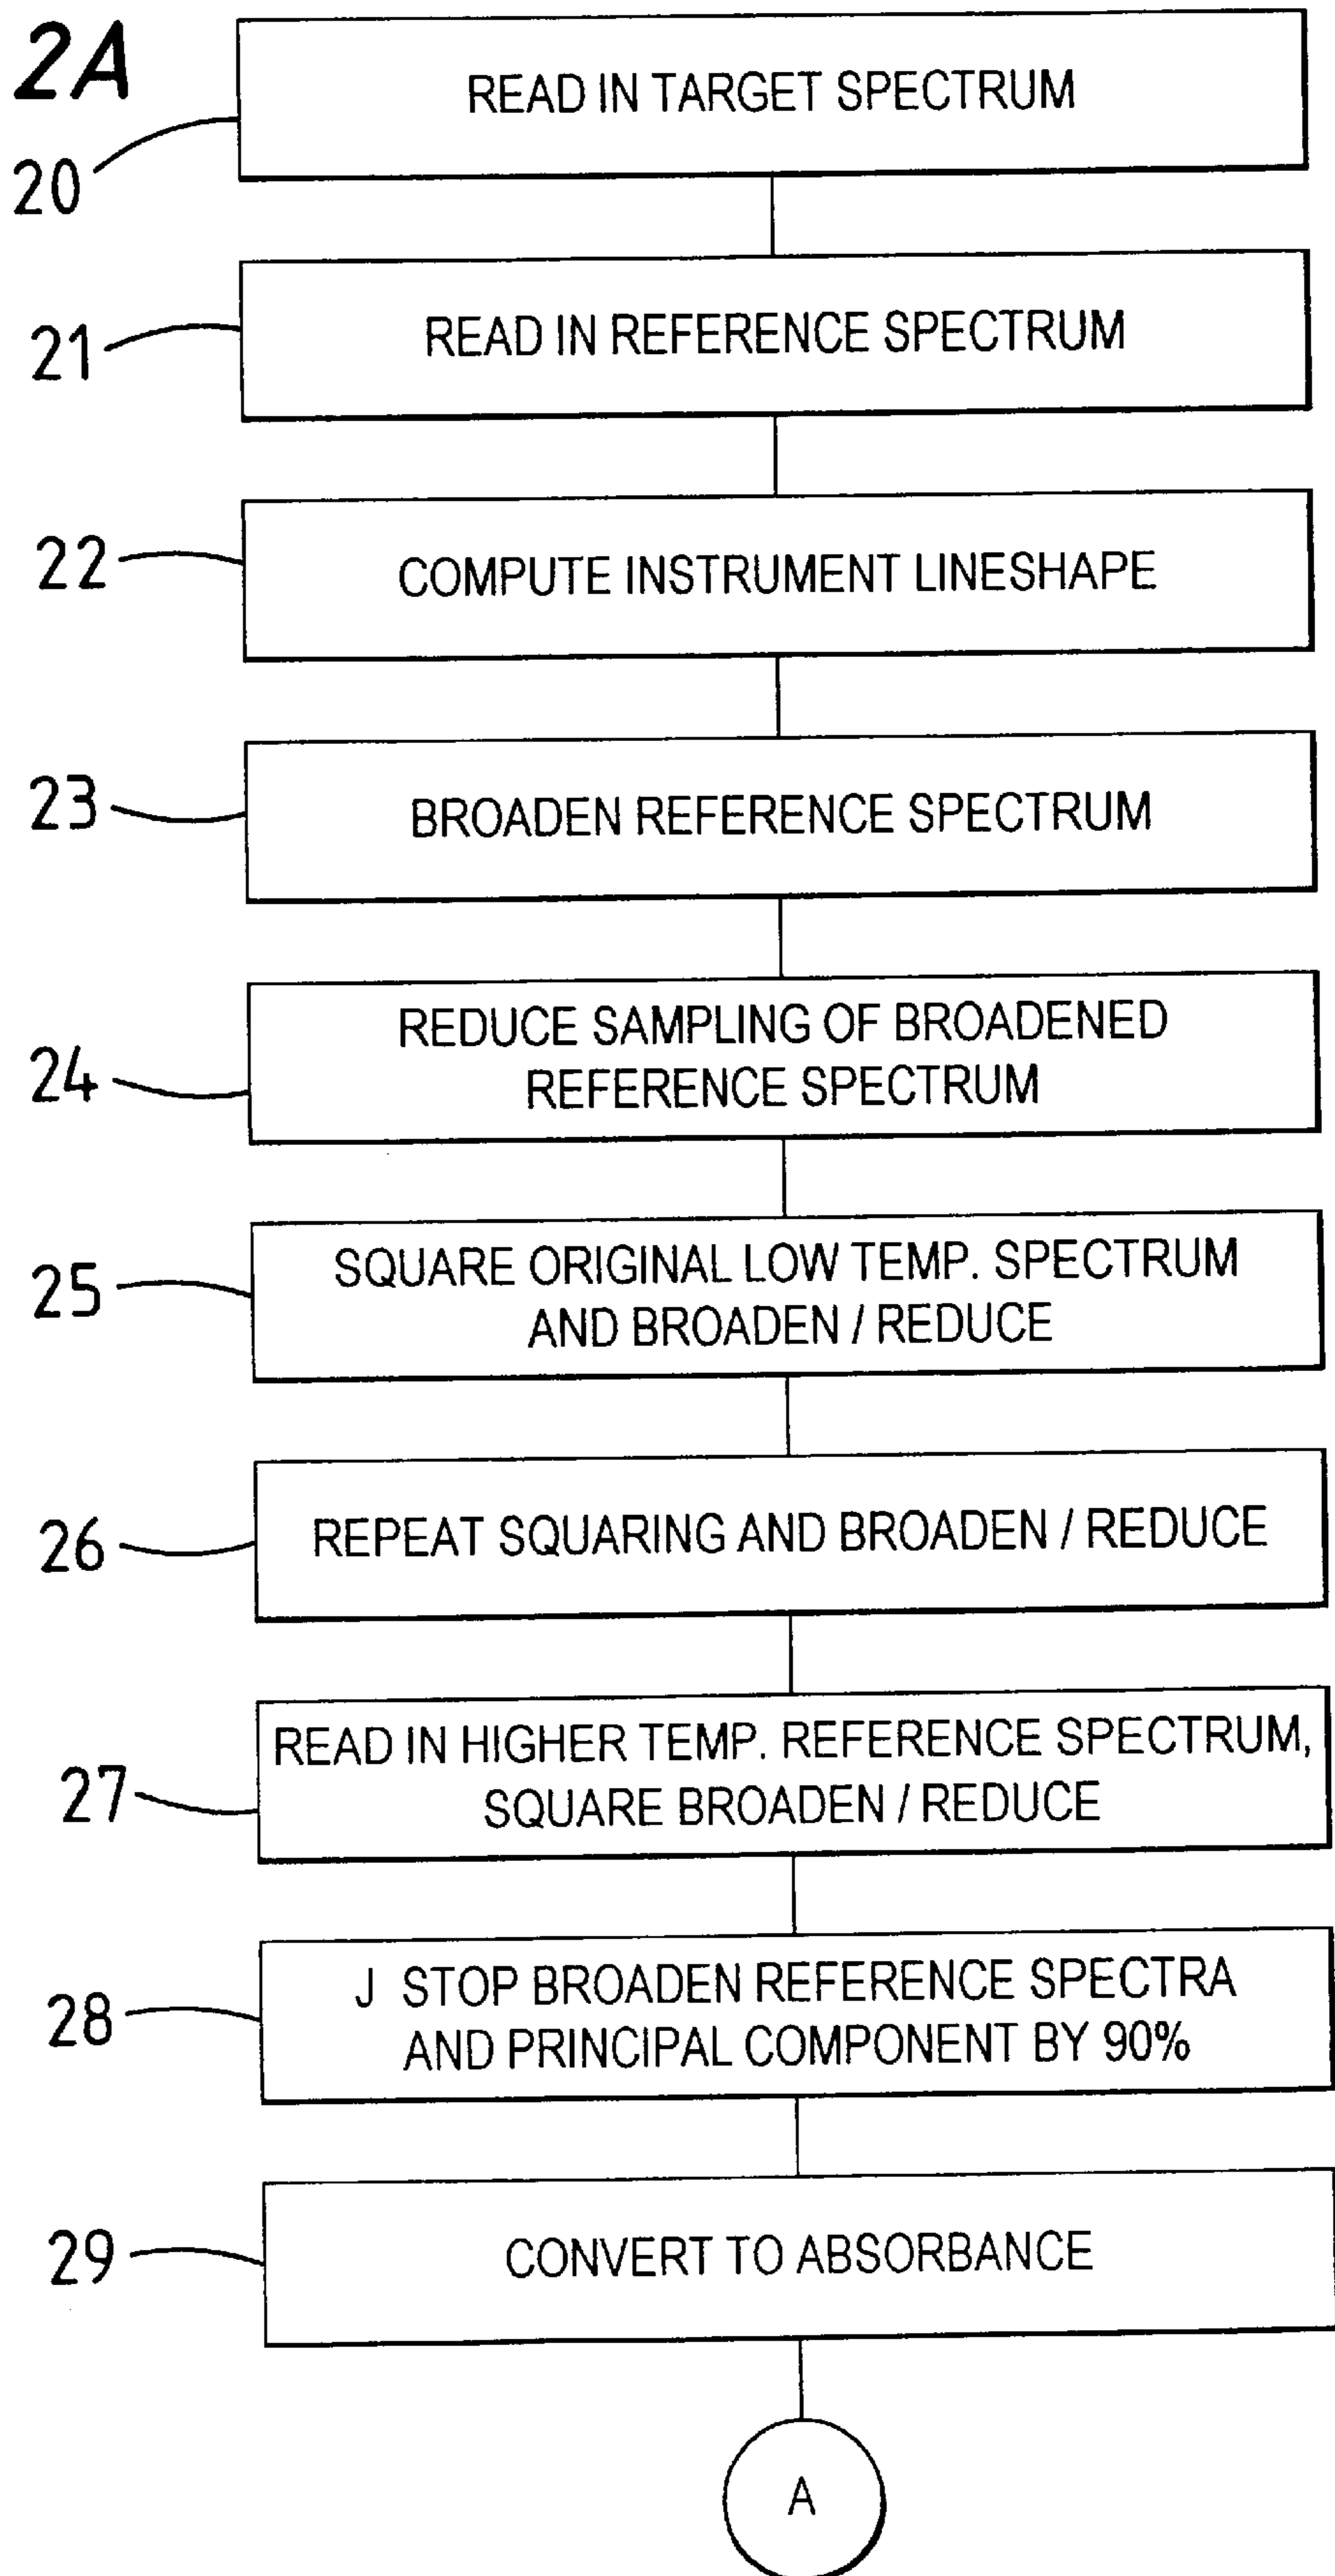 2A
20
READ IN TARGET SPECTRUM
21
READ IN REFERENCE SPECTRUM
22
COMPUTE INSTRUMENT LINESHAPE
23
BROADEN REFERENCE SPECTRUM
24
REDUCE SAMPLING OF BROADENED
REFERENCE SPECTRUM
25
SQUARE ORIGINAL LOW TEMP. SPECTRUM
AND BROADEN / REDUCE
26
REPEAT SQUARING AND BROADEN / REDUCE
27
READ IN HIGHER TEMP. REFERENCE SPECTRUM,
SQUARE BROADEN / REDUCE
28
J STOP BROADEN REFERENCE SPECTRA
AND PRINCIPAL COMPONENT BY 90%
29
CONVERT TO ABSORBANCE
A